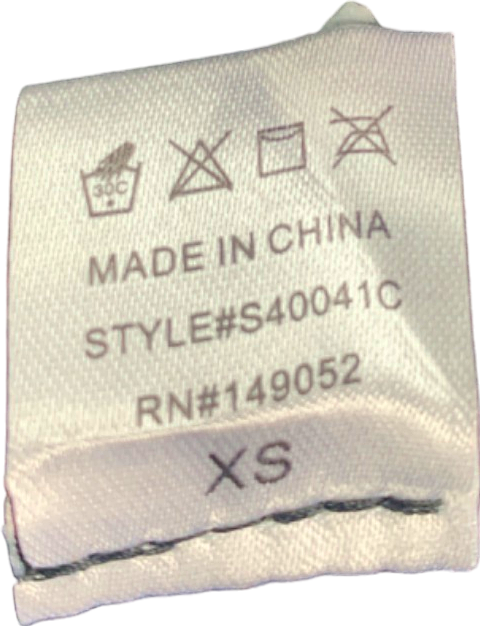 30C
MADE IN CHINA
STYLE#S40041C
RN#149052
XS